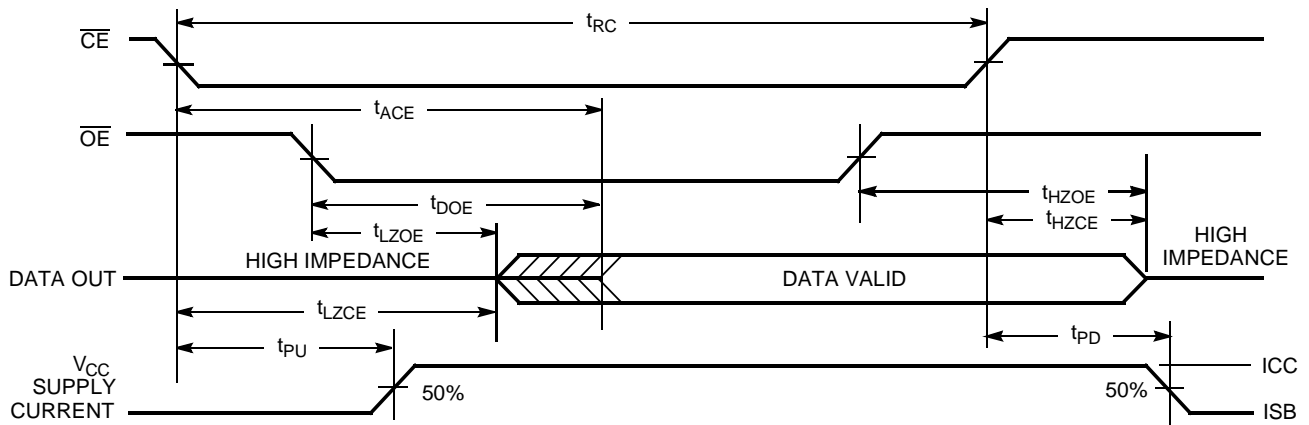 tRC
CE
tACE
OE
tHZOE
tDOE
tHZCE
tLZOE
HIGH
IMPEDANCE
HIGH IMPEDANCE
DATA OUT
DATA VALID
tLZCE
tPU
tPD
VCC
SUPPLY
CURRENT
50%
50%
ICC
ISB